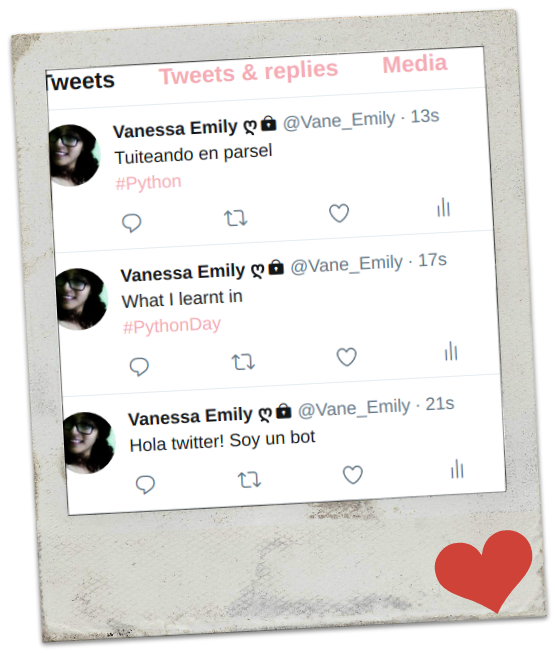 Tweets Tweets & replies Media
Vanessa Emily ღ @Vane_Emily · 13s
Tuiteando en parsel
#Python
Vanessa Emily ღ @Vane_Emily · 17s
What I learnt in
#PythonDay
Vanessa Emily ღ @Vane_Emily · 21s
Hola twitter! Soy un bot